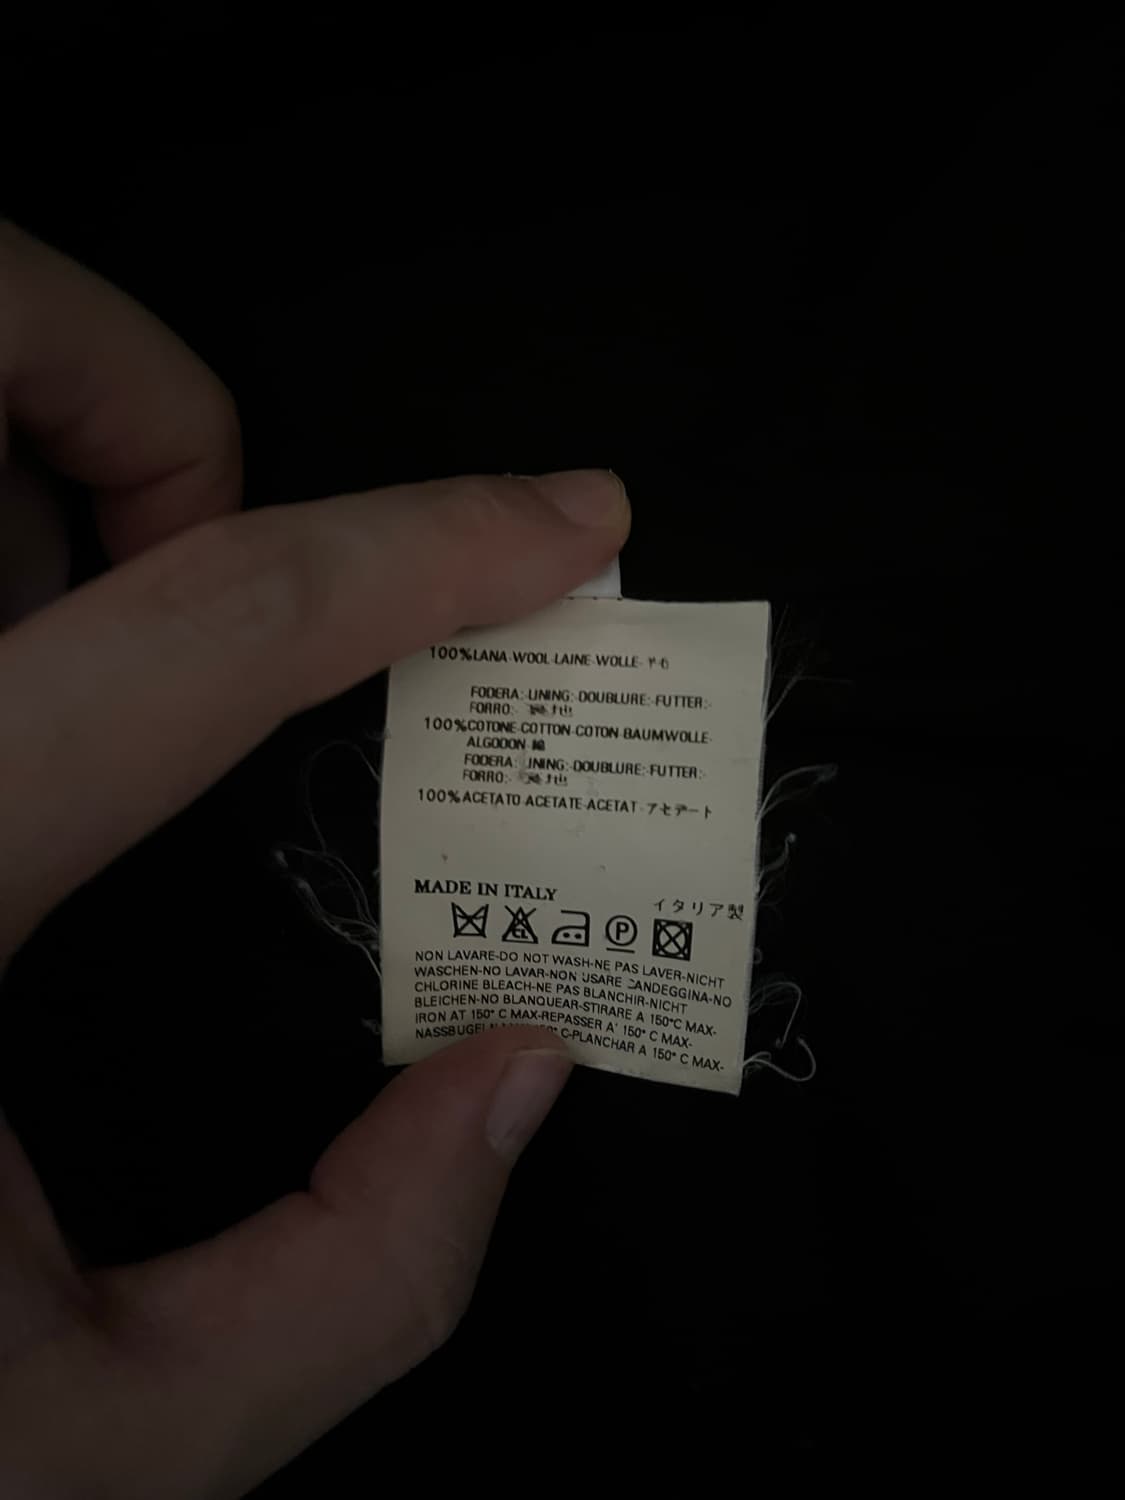 100%LANA-WOOL-LAINE-WOLLE-
FODERA:-LINING:-DOUBLURE:-FUTTER:-
FORRO:-
100%COTONE-COTTON-COTON-BAUMWOLLE-
ALGODON-綿
FODERA: INING:-DOUBLURE:-FUTTER:-
FORRO:-
100%ACETATO-ACETATE-ACETAT-アセテート
MADE IN ITALY
イタリア製
CL P
NON LAVARE-DO NOT WASH-NE PAS LAVER-NICHT
WASCHEN-NO LAVAR-NON USARE CANDEGGINA-NO
CHLORINE BLEACH-NE PAS BLANCHIR-NICHT
BLEICHEN-NO BLANQUEAR-STIRARE A 150°C MAX-
IRON AT 150° C MAX-REPASSER A' 150° C MAX-
C-PLANCHAR A 150° C MAX-